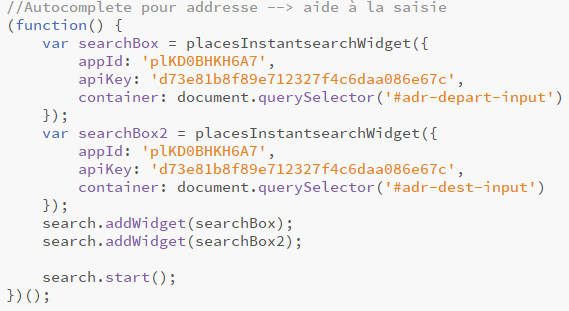 //Autocomplete pour addresse --> aide à la saisie
(function() {
    var searchBox = placesInstantsearchWidget({
        appId: 'plKD0BHKH6A7',
        apiKey: 'd73e81b8f89e712327f4c6daa086e67c',
        container: document.querySelector('#adr-depart-input')
    });
    var searchBox2 = placesInstantsearchWidget({
        appId: 'plKD0BHKH6A7',
        apiKey: 'd73e81b8f89e712327f4c6daa086e67c',
        container: document.querySelector('#adr-dest-input')
    });
    search.addWidget(searchBox);
    search.addWidget(searchBox2);

    search.start();
})();